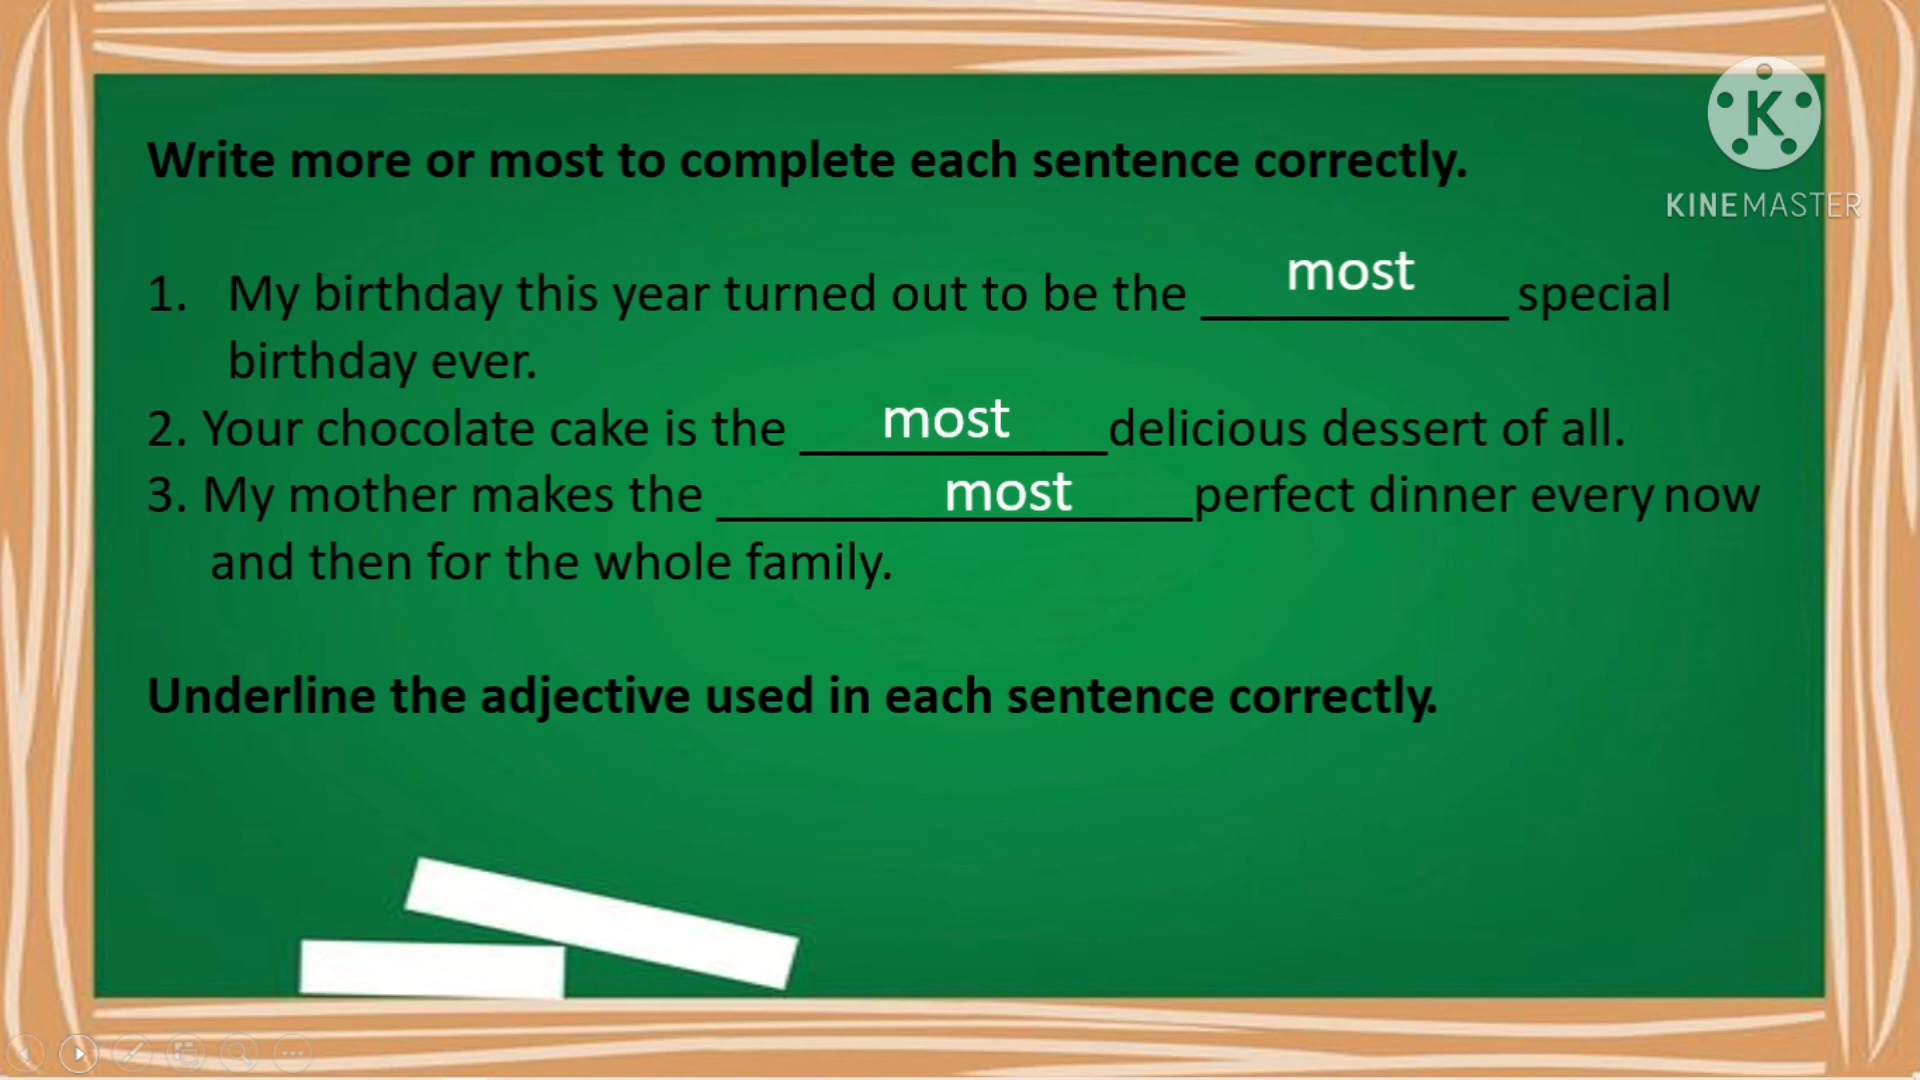 Write more or most to complete each sentence correctly.
1. My birthday this year turned out to be the most special
birthday ever.
2. Your chocolate cake is the most delicious dessert of all.
3. My mother makes the most perfect dinner every now
and then for the whole family.
Underline the adjective used in each sentence correctly.
K
KINEMASTER